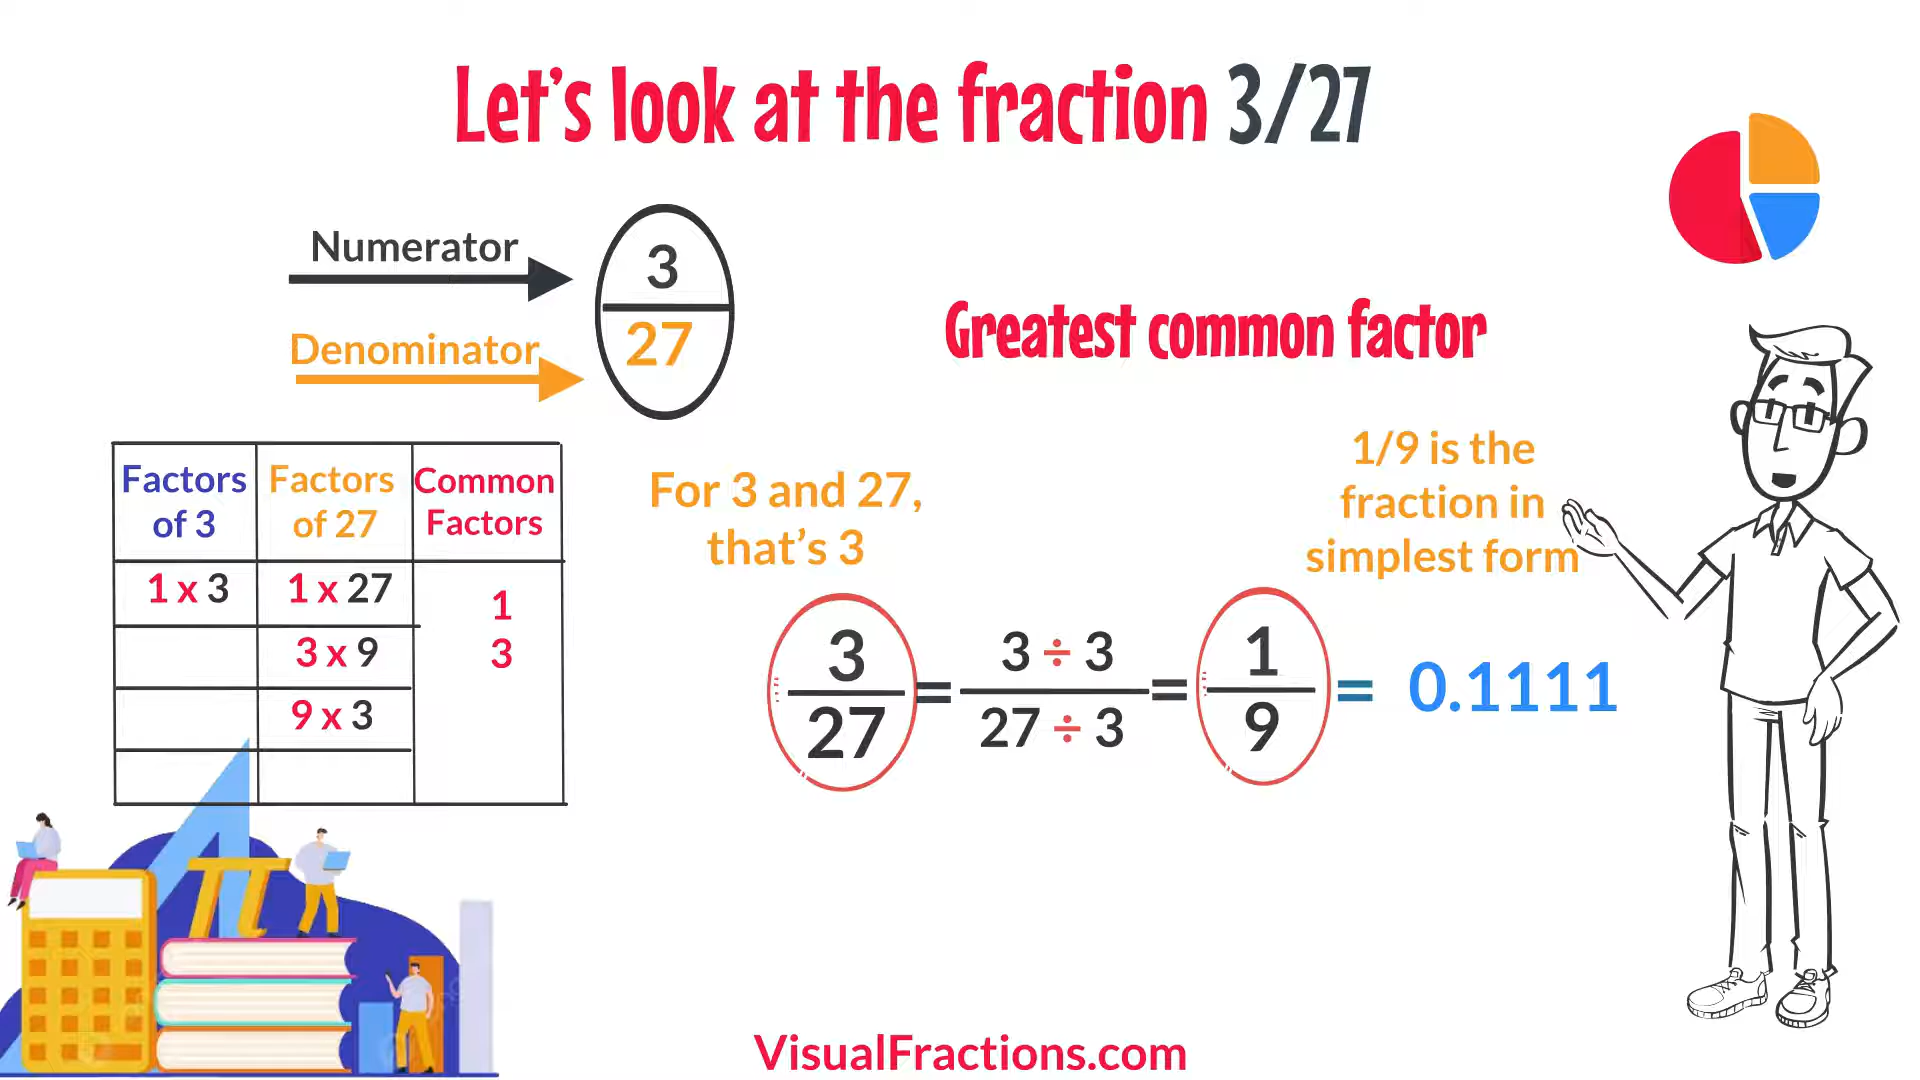 Let's look at the fraction 3/27
Numerator
3
Denominator
27
Greatest common factor
Factors of 3
Factors of 27
Common Factors
1 x 3
1 x 27
1
3 x 9
3
9 x 3
For 3 and 27,
that's 3
1/9 is the
fraction in
simplest form
3/27 = 3 ÷ 3/27 ÷ 3 = 1/9 = 0.1111
VisualFractions.com